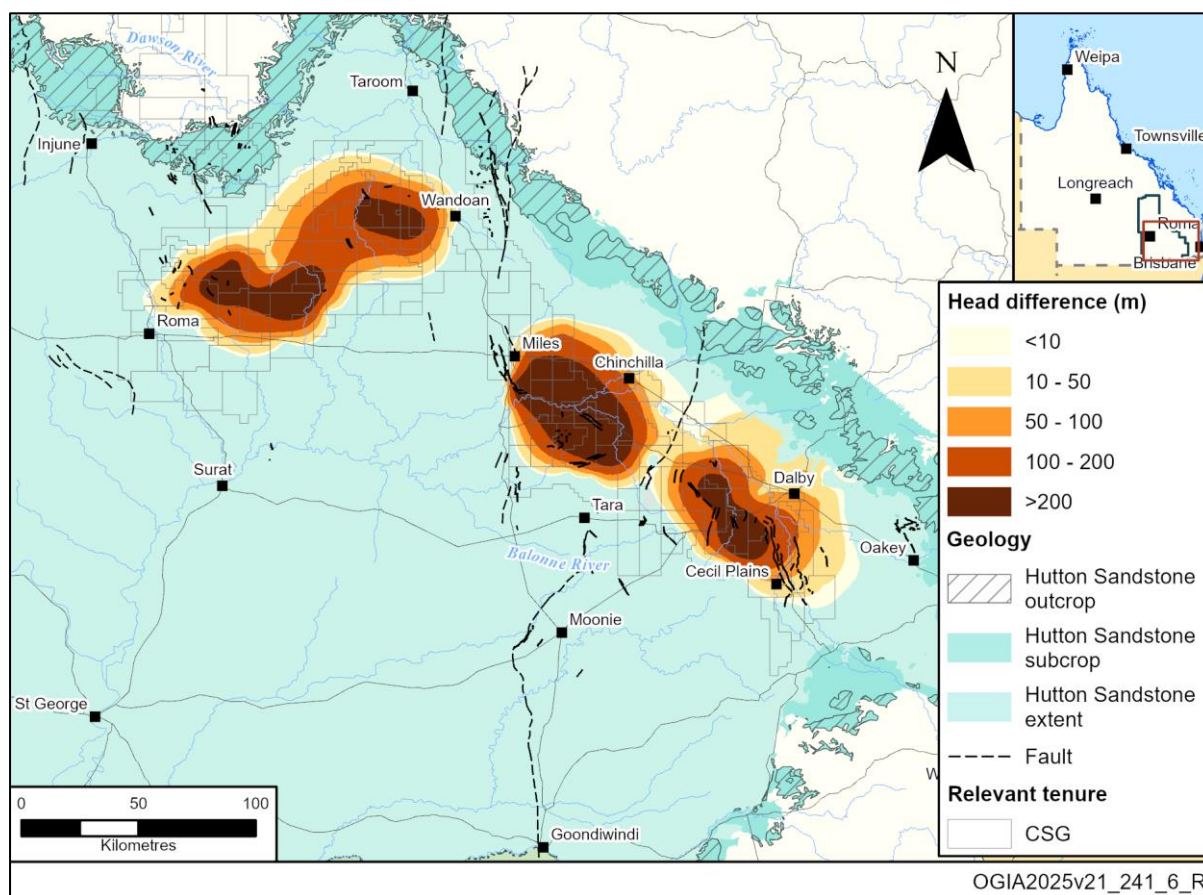 Dawson River
Taroom
Injune
Wandoan
Roma
Miles
Chinchilla
Surat
Dalby
Tara
Oakey
Balonne River
Cecil Plains
Moonie
St George
Goondiwindi
N
Weipa
Townsville
Longreach
Roma
Brisbane
Head difference (m)
<10
10 - 50
50 - 100
100 - 200
>200
Geology
Hutton Sandstone
outcrop
Hutton Sandstone
subcrop
Hutton Sandstone
extent
Fault
Relevant tenure
CSG
0 50 100
Kilometres
OGIA2025v21_241_6_R